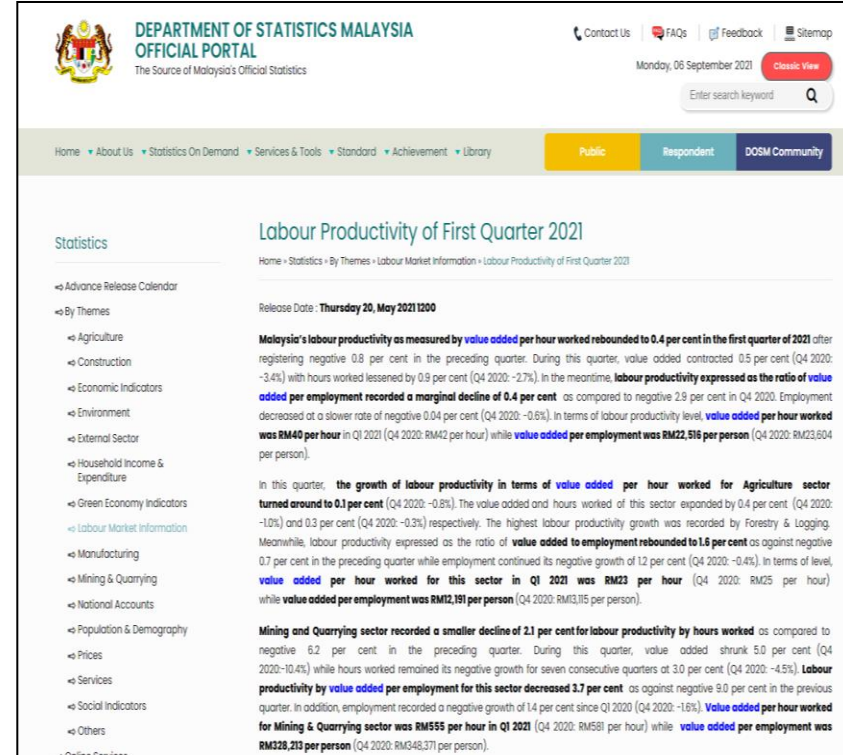 DEPARTMENT OF STATISTICS MALAYSIA
OFFICIAL PORTAL
The Source of Malaysia's Official Statistics
Contact Us
FAQs
Feedback
Sitemap
Monday, 06 September 2021
Classic View
Enter search keyword
Home
About Us
Statistics On Demand
Services & Tools
Standard
Achievement
Library
Public
Respondent
DOSM Community
Statistics
Advance Release Calendar
By Themes
Agriculture
Construction
Economic Indicators
Environment
External Sector
Household Income &
Expenditure
Green Economy Indicators
Labour Market Information
Manufacturing
Mining & Quarrying
National Accounts
Population & Demography
Prices
Services
Social Indicators
Others
Online Services
Labour Productivity of First Quarter 2021
Home » Statistics » By Themes » Labour Market Information » Labour Productivity of First Quarter 2021
Release Date : Thursday 20, May 2021 1200
Malaysia's labour productivity as measured by value added per hour worked rebounded to 0.4 per cent in the first quarter of 2021 after
registering negative 0.8 per cent in the preceding quarter. During this quarter, value added contracted 0.5 per cent (Q4 2020:
-3.4%) with hours worked lessened by 0.9 per cent (Q4 2020: -2.7%). In the meantime, labour productivity expressed as the ratio of value
added per employment recorded a marginal decline of 0.4 per cent as compared to negative 2.9 per cent in Q4 2020. Employment
decreased at a slower rate of negative 0.04 per cent (Q4 2020: -0.6%). In terms of labour productivity level, value added per hour worked
was RM40 per hour in Q1 2021 (Q4 2020: RM42 per hour) while value added per employment was RM22,516 per person (Q4 2020: RM23,604
per person).
In this quarter, the growth of labour productivity in terms of value added per hour worked for Agriculture sector
turned around to 0.1 per cent (Q4 2020: -0.8%). The value added and hours worked of this sector expanded by 0.4 per cent (Q4 2020:
-1.0%) and 0.3 per cent (Q4 2020: -0.3%) respectively. The highest labour productivity growth was recorded by Forestry & Logging.
Meanwhile, labour productivity expressed as the ratio of value added to employment rebounded to 1.6 per cent as against negative
0.7 per cent in the preceding quarter while employment continued its negative growth of 1.2 per cent (Q4 2020: -0.4%). In terms of level,
value added per hour worked for this sector in Q1 2021 was RM23 per hour (Q4 2020: RM25 per hour)
while value added per employment was RM12,191 per person (Q4 2020: RM13,115 per person).
Mining and Quarrying sector recorded a smaller decline of 2.1 per cent for labour productivity by hours worked as compared to
negative 6.2 per cent in the preceding quarter. During this quarter, value added shrunk 5.0 per cent (Q4
2020:-10.4%) while hours worked remained its negative growth for seven consecutive quarters at 3.0 per cent (Q4 2020: -4.5%). Labour
productivity by value added per employment for this sector decreased 3.7 per cent as against negative 9.0 per cent in the previous
quarter. In addition, employment recorded a negative growth of 1.4 per cent since Q1 2020 (Q4 2020: -1.6%). Value added per hour worked
for Mining & Quarrying sector was RM555 per hour in Q1 2021 (Q4 2020: RM581 per hour) while value added per employment was
RM328,213 per person (Q4 2020: RM348,371 per person).